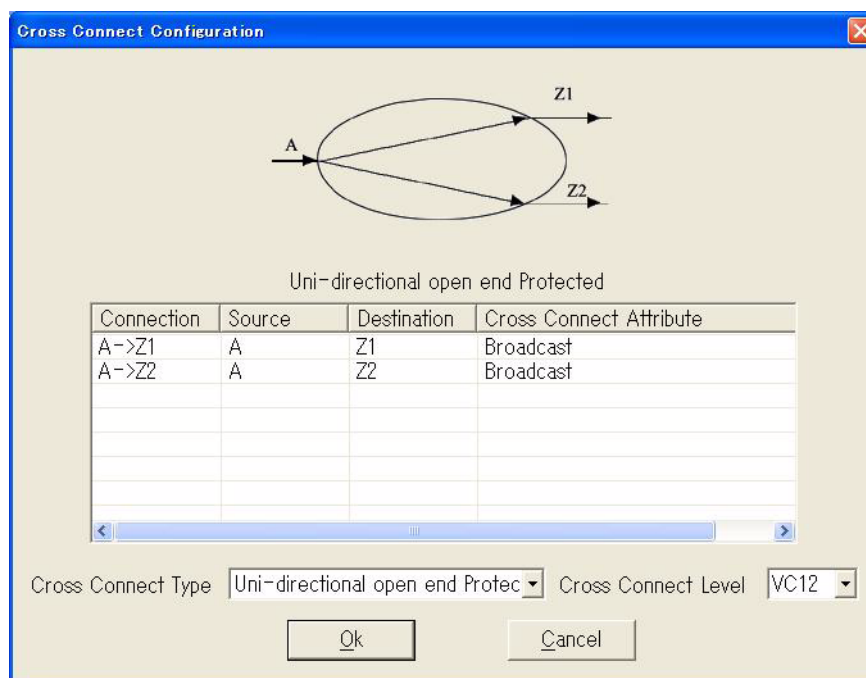 Cross Connect Configuration
Z1
A
Z2
Uni-directional open end Protected
Connection Source Destination Cross Connect Attribute
A->Z1 A Z1 Broadcast
A->Z2 A Z2 Broadcast
Cross Connect Type Uni-directional open end Protec Cross Connect Level VC12
Ok Cancel